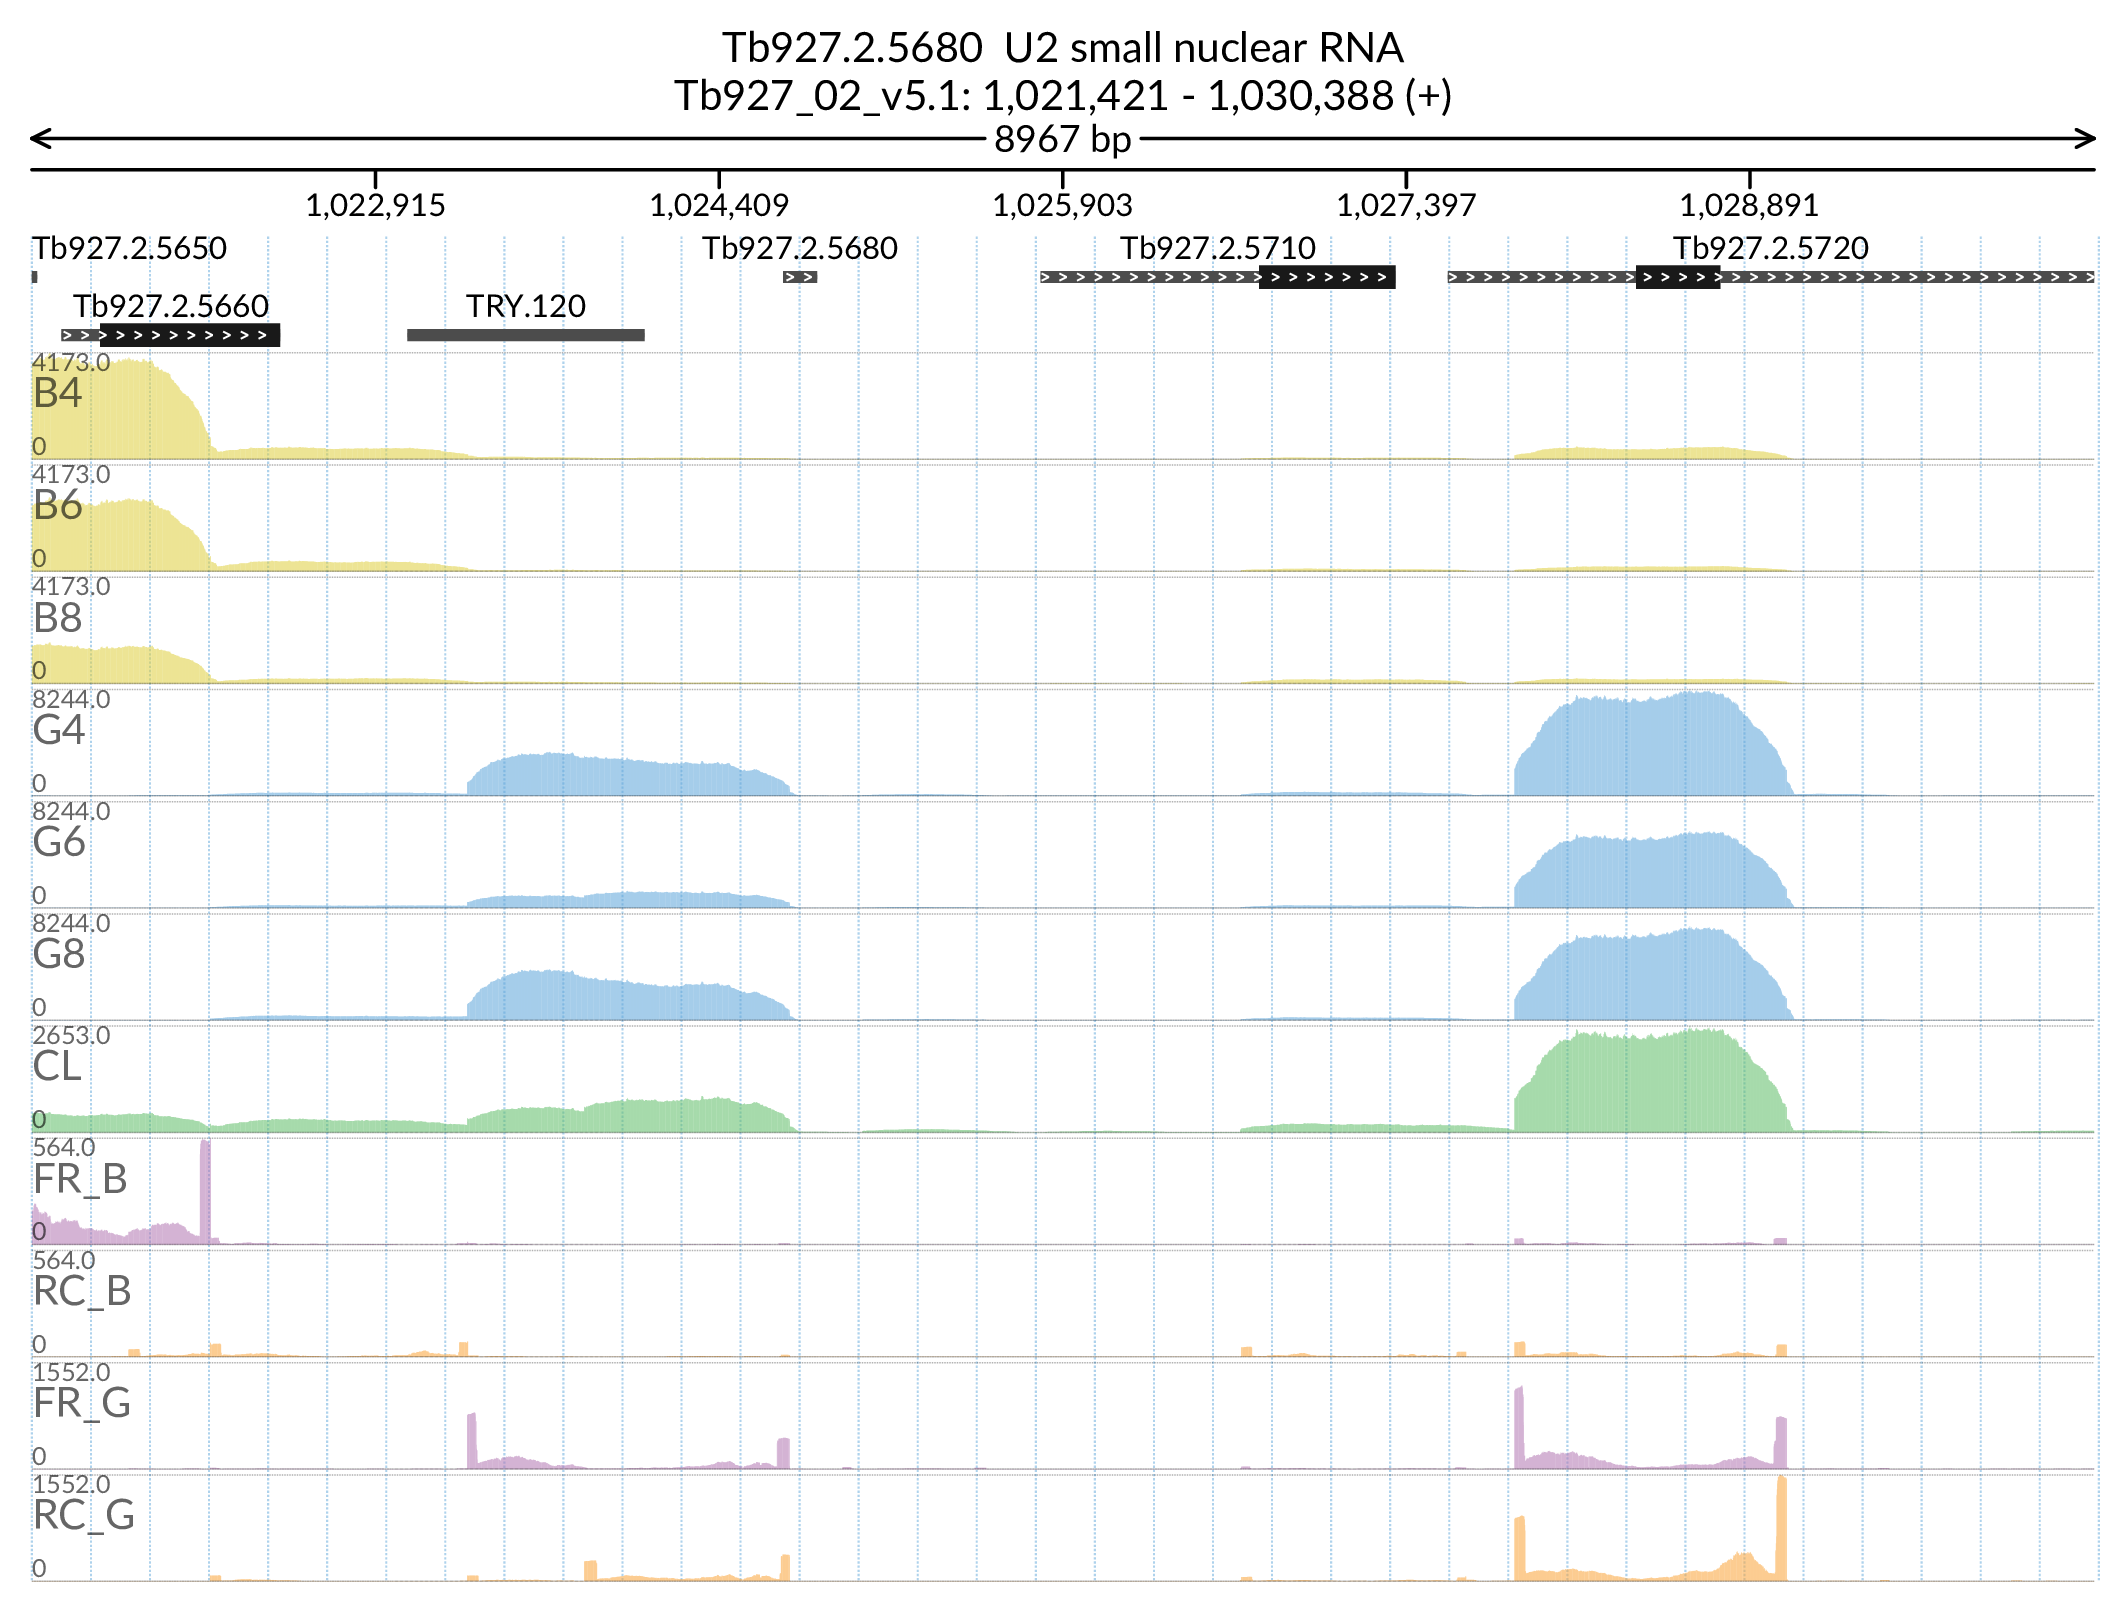 Tb927.2.5680  U2 small nuclear RNA
Tb927_02_v5.1: 1,021,421 - 1,030,388 (+)
8967 bp
1,022,915 1,024,409 1,025,903 1,027,397 1,028,891
Tb927.2.5650 Tb927.2.5680 Tb927.2.5710 Tb927.2.5720
Tb927.2.5660 TRY.120
4173.0
B4
0
4173.0
B6
0
4173.0
B8
0
8244.0
G4
0
8244.0
G6
0
8244.0
G8
0
2653.0
CL
0
564.0
FR_B
0
564.0
RC_B
0
1552.0
FR_G
0
1552.0
RC_G
0